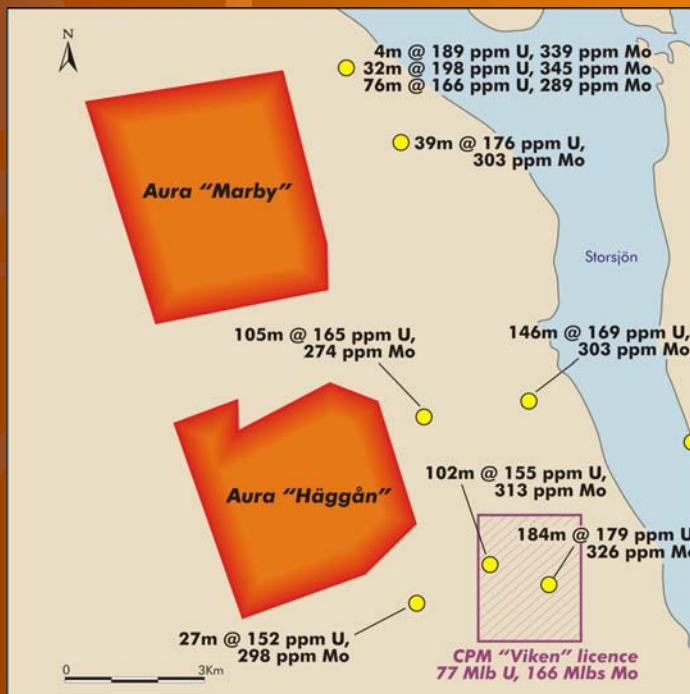 N
4m @ 189 ppm U, 339 ppm Mo
32m @ 198 ppm U, 345 ppm Mo
76m @ 166 ppm U, 289 ppm Mo
39m @ 176 ppm U,
303 ppm Mo
Aura "Marby"
Storsjön
105m @ 165 ppm U,
274 ppm Mo
146m @ 169 ppm U,
303 ppm Mo
Aura "Häggån"
102m @ 155 ppm U,
313 ppm Mo
184m @ 179 ppm U
326 ppm Mo
27m @ 152 ppm U,
298 ppm Mo
CPM "Viken" licence
77 Mlb U, 166 Mlbs Mo
0 3Km